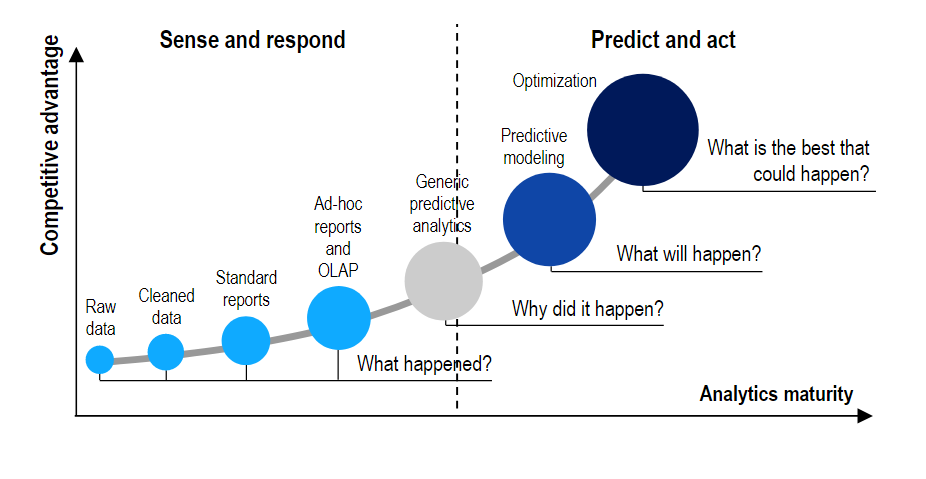 Sense and respond
Predict and act
Competitive advantage
Optimization
Predictive
modeling
What is the best that
could happen?
Generic
predictive
analytics
Ad-hoc
reports
and
OLAP
What will happen?
Standard
reports
Cleaned
data
Raw
data
Why did it happen?
What happened?
Analytics maturity